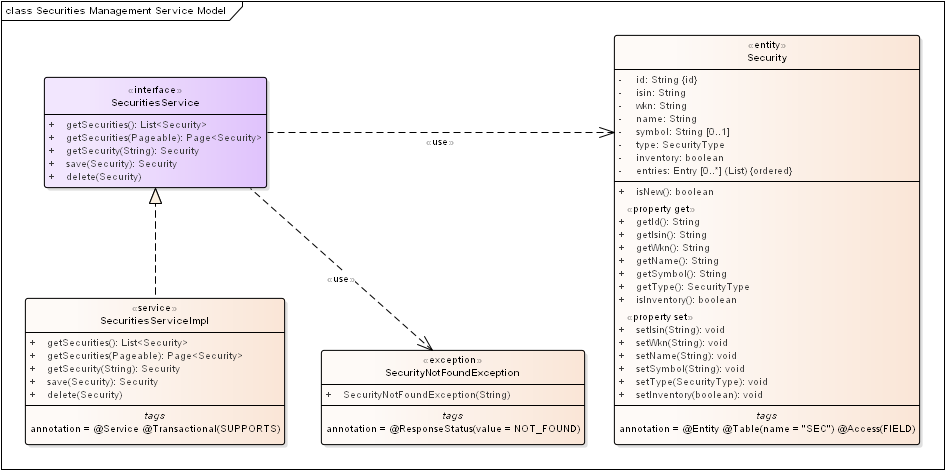 class Securities Management Service Model
«interface»
SecuritiesService
+ getSecurities(): List<Security>
+ getSecurities(Pageable): Page<Security>
+ getSecurity(String): Security
+ save(Security): Security
+ delete(Security)
«use»
«use»
«service»
SecuritiesServiceImpl
+ getSecurities(): List<Security>
+ getSecurities(Pageable): Page<Security>
+ getSecurity(String): Security
+ save(Security): Security
+ delete(Security)
tags
annotation = @Service @Transactional(SUPPORTS)
«exception»
SecurityNotFoundException
+ SecurityNotFoundException(String)
tags
annotation = @ResponseStatus(value = NOT_FOUND)
«entity»
Security
- id: String {id}
- isin: String
- wkn: String
- name: String
- symbol: String [0..1]
- type: SecurityType
- inventory: boolean
- entries: Entry [0..*] (List) {ordered}
+ isNew(): boolean
«property get»
+ getId(): String
+ getIsin(): String
+ getWkn(): String
+ getName(): String
+ getSymbol(): String
+ getType(): SecurityType
+ isInventory(): boolean
«property set»
+ setIsin(String): void
+ setWkn(String): void
+ setName(String): void
+ setSymbol(String): void
+ setType(SecurityType): void
+ setInventory(boolean): void
tags
annotation = @Entity @Table(name = "SEC") @Access(FIELD)